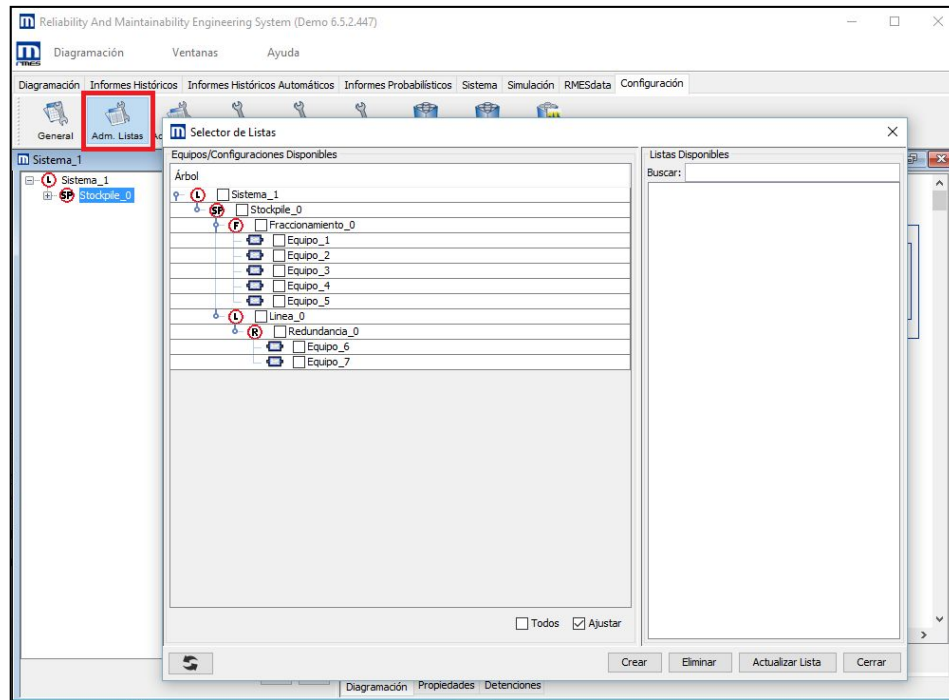 Reliability And Maintainability Engineering System (Demo 6.5.2.447)
rmes
Diagramación Ventanas Ayuda
Diagramación Informes Históricos Informes Históricos Automáticos Informes Probabilísticos Sistema Simulación RMESdata Configuración
General Adm. Listas
Sistema_1
Sistema_1
Stockpile_0
Selector de Listas
Equipos/Configuraciones Disponibles
Árbol
L Sistema_1
SP Stockpile_0
F Fraccionamiento_0
Equipo_1
Equipo_2
Equipo_3
Equipo_4
Equipo_5
L Linea_0
R Redundancia_0
Equipo_6
Equipo_7
Todos Ajustar
Listas Disponibles
Buscar:
Crear Eliminar Actualizar Lista Cerrar
Diagramación Propiedades Detenciones